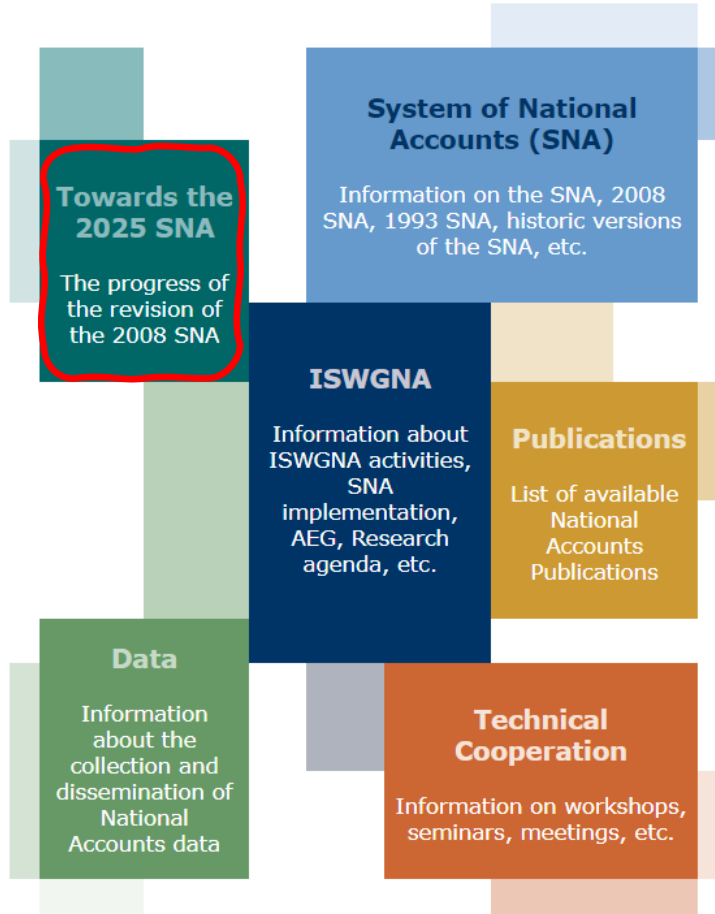 Towards the
2025 SNA
The progress of
the revision of
the 2008 SNA
System of National
Accounts (SNA)
Information on the SNA, 2008
SNA, 1993 SNA, historic versions
of the SNA, etc.
ISWGNA
Information about
ISWGNA activities,
SNA
implementation,
AEG, Research
agenda, etc.
Publications
List of available
National
Accounts
Publications
Data
Information
about the
collection and
dissemination of
National
Accounts data
Technical
Cooperation
Information on workshops,
seminars, meetings, etc.